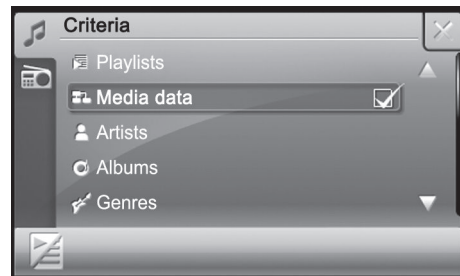 Criteria
Playlists
Media data
Artists
Albums
Genres